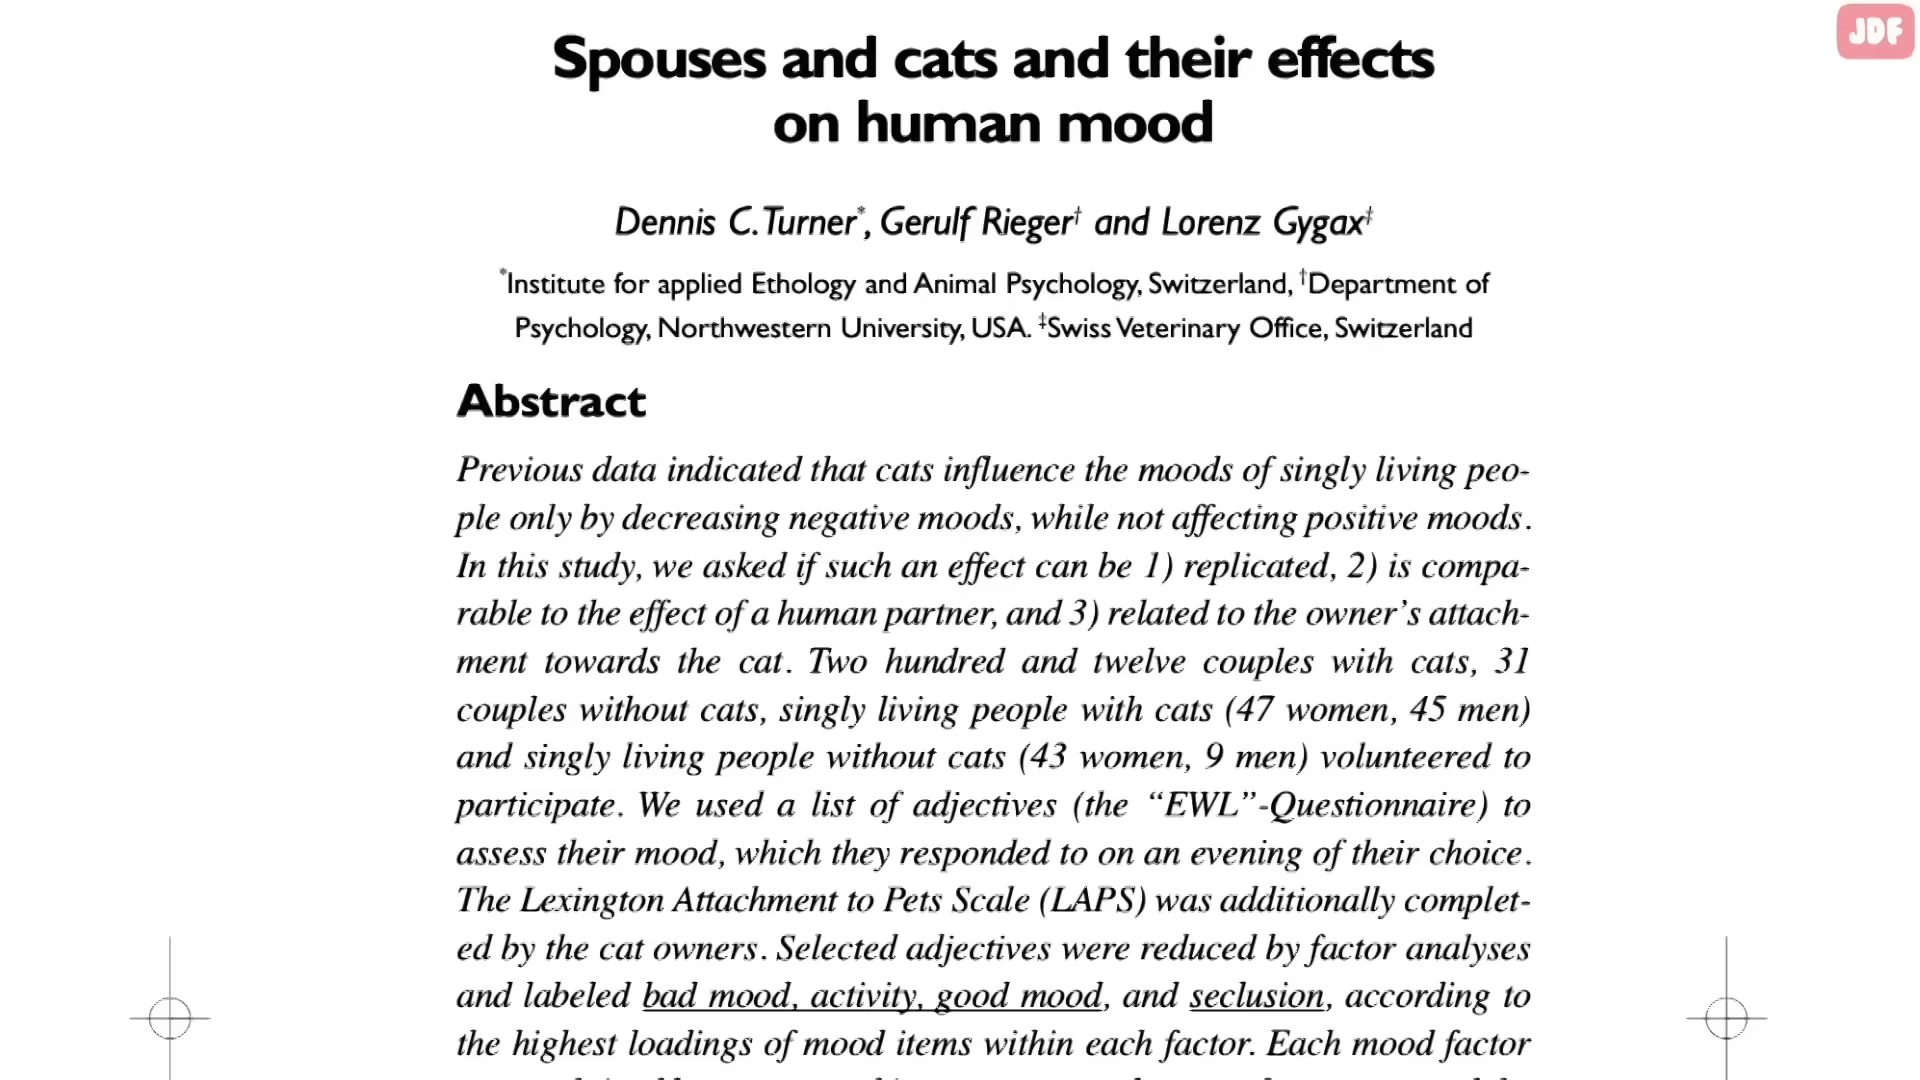 JDF
Spouses and cats and their effects
on human mood
Dennis C. Turner*, Gerulf Rieger† and Lorenz Gygax‡
*Institute for applied Ethology and Animal Psychology, Switzerland, †Department of
Psychology, Northwestern University, USA. ‡Swiss Veterinary Office, Switzerland
Abstract
Previous data indicated that cats influence the moods of singly living peo-
ple only by decreasing negative moods, while not affecting positive moods.
In this study, we asked if such an effect can be 1) replicated, 2) is compa-
rable to the effect of a human partner, and 3) related to the owner's attach-
ment towards the cat. Two hundred and twelve couples with cats, 31
couples without cats, singly living people with cats (47 women, 45 men)
and singly living people without cats (43 women, 9 men) volunteered to
participate. We used a list of adjectives (the “EWL”-Questionnaire) to
assess their mood, which they responded to on an evening of their choice.
The Lexington Attachment to Pets Scale (LAPS) was additionally complet-
ed by the cat owners. Selected adjectives were reduced by factor analyses
and labeled bad mood, activity, good mood, and seclusion, according to
the highest loadings of mood items within each factor. Each mood factor